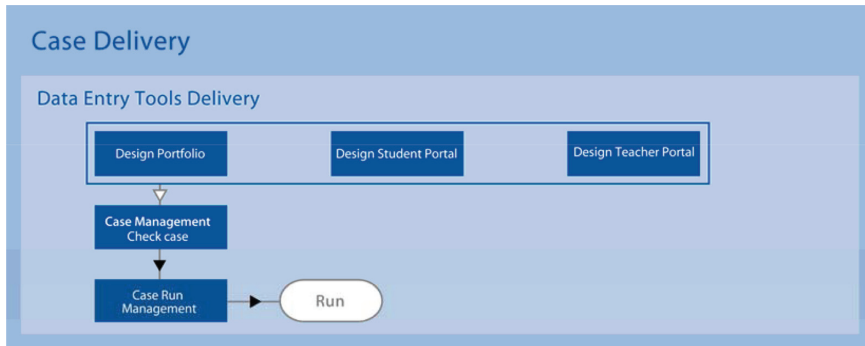 Case Delivery
Data Entry Tools Delivery
Design Portfolio
Design Student Portal
Design Teacher Portal
Case Management
Check case
Case Run
Management
Run